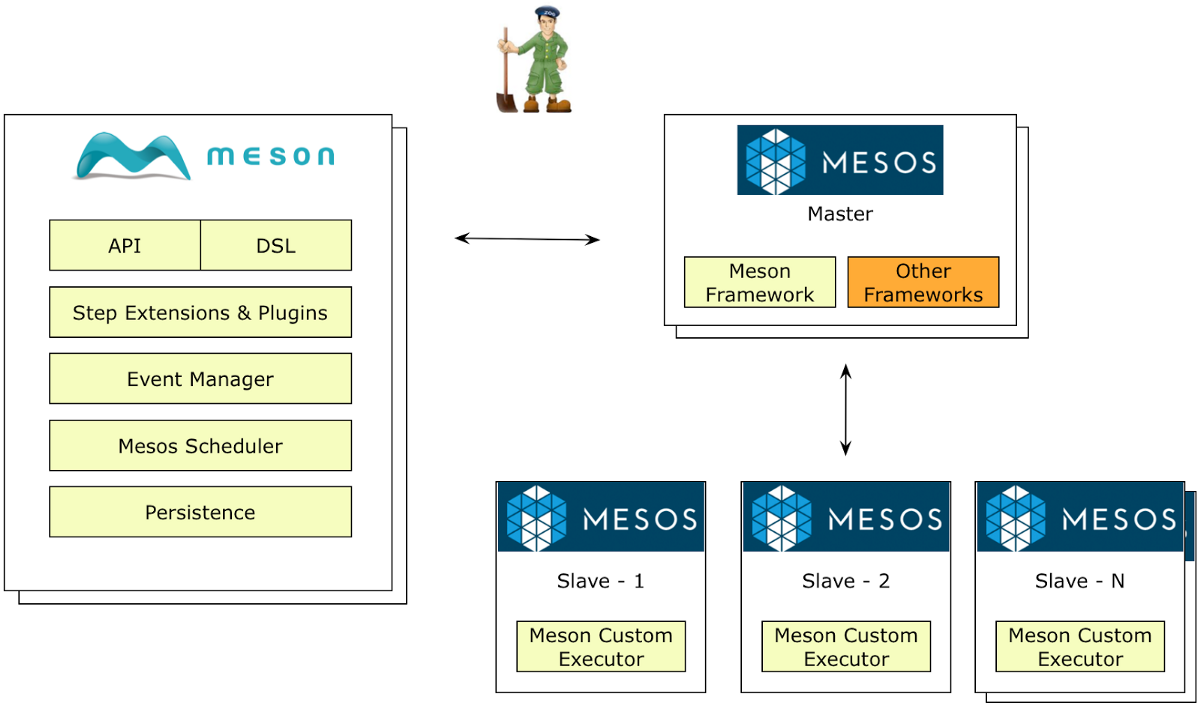 ZOO
meson
API
DSL
Step Extensions & Plugins
Event Manager
Mesos Scheduler
Persistence
MESOS
Master
Meson
Framework
Other
Frameworks
MESOS
Slave - 1
Meson Custom
Executor
MESOS
Slave - 2
Meson Custom
Executor
MESOS
Slave - N
Meson Custom
Executor